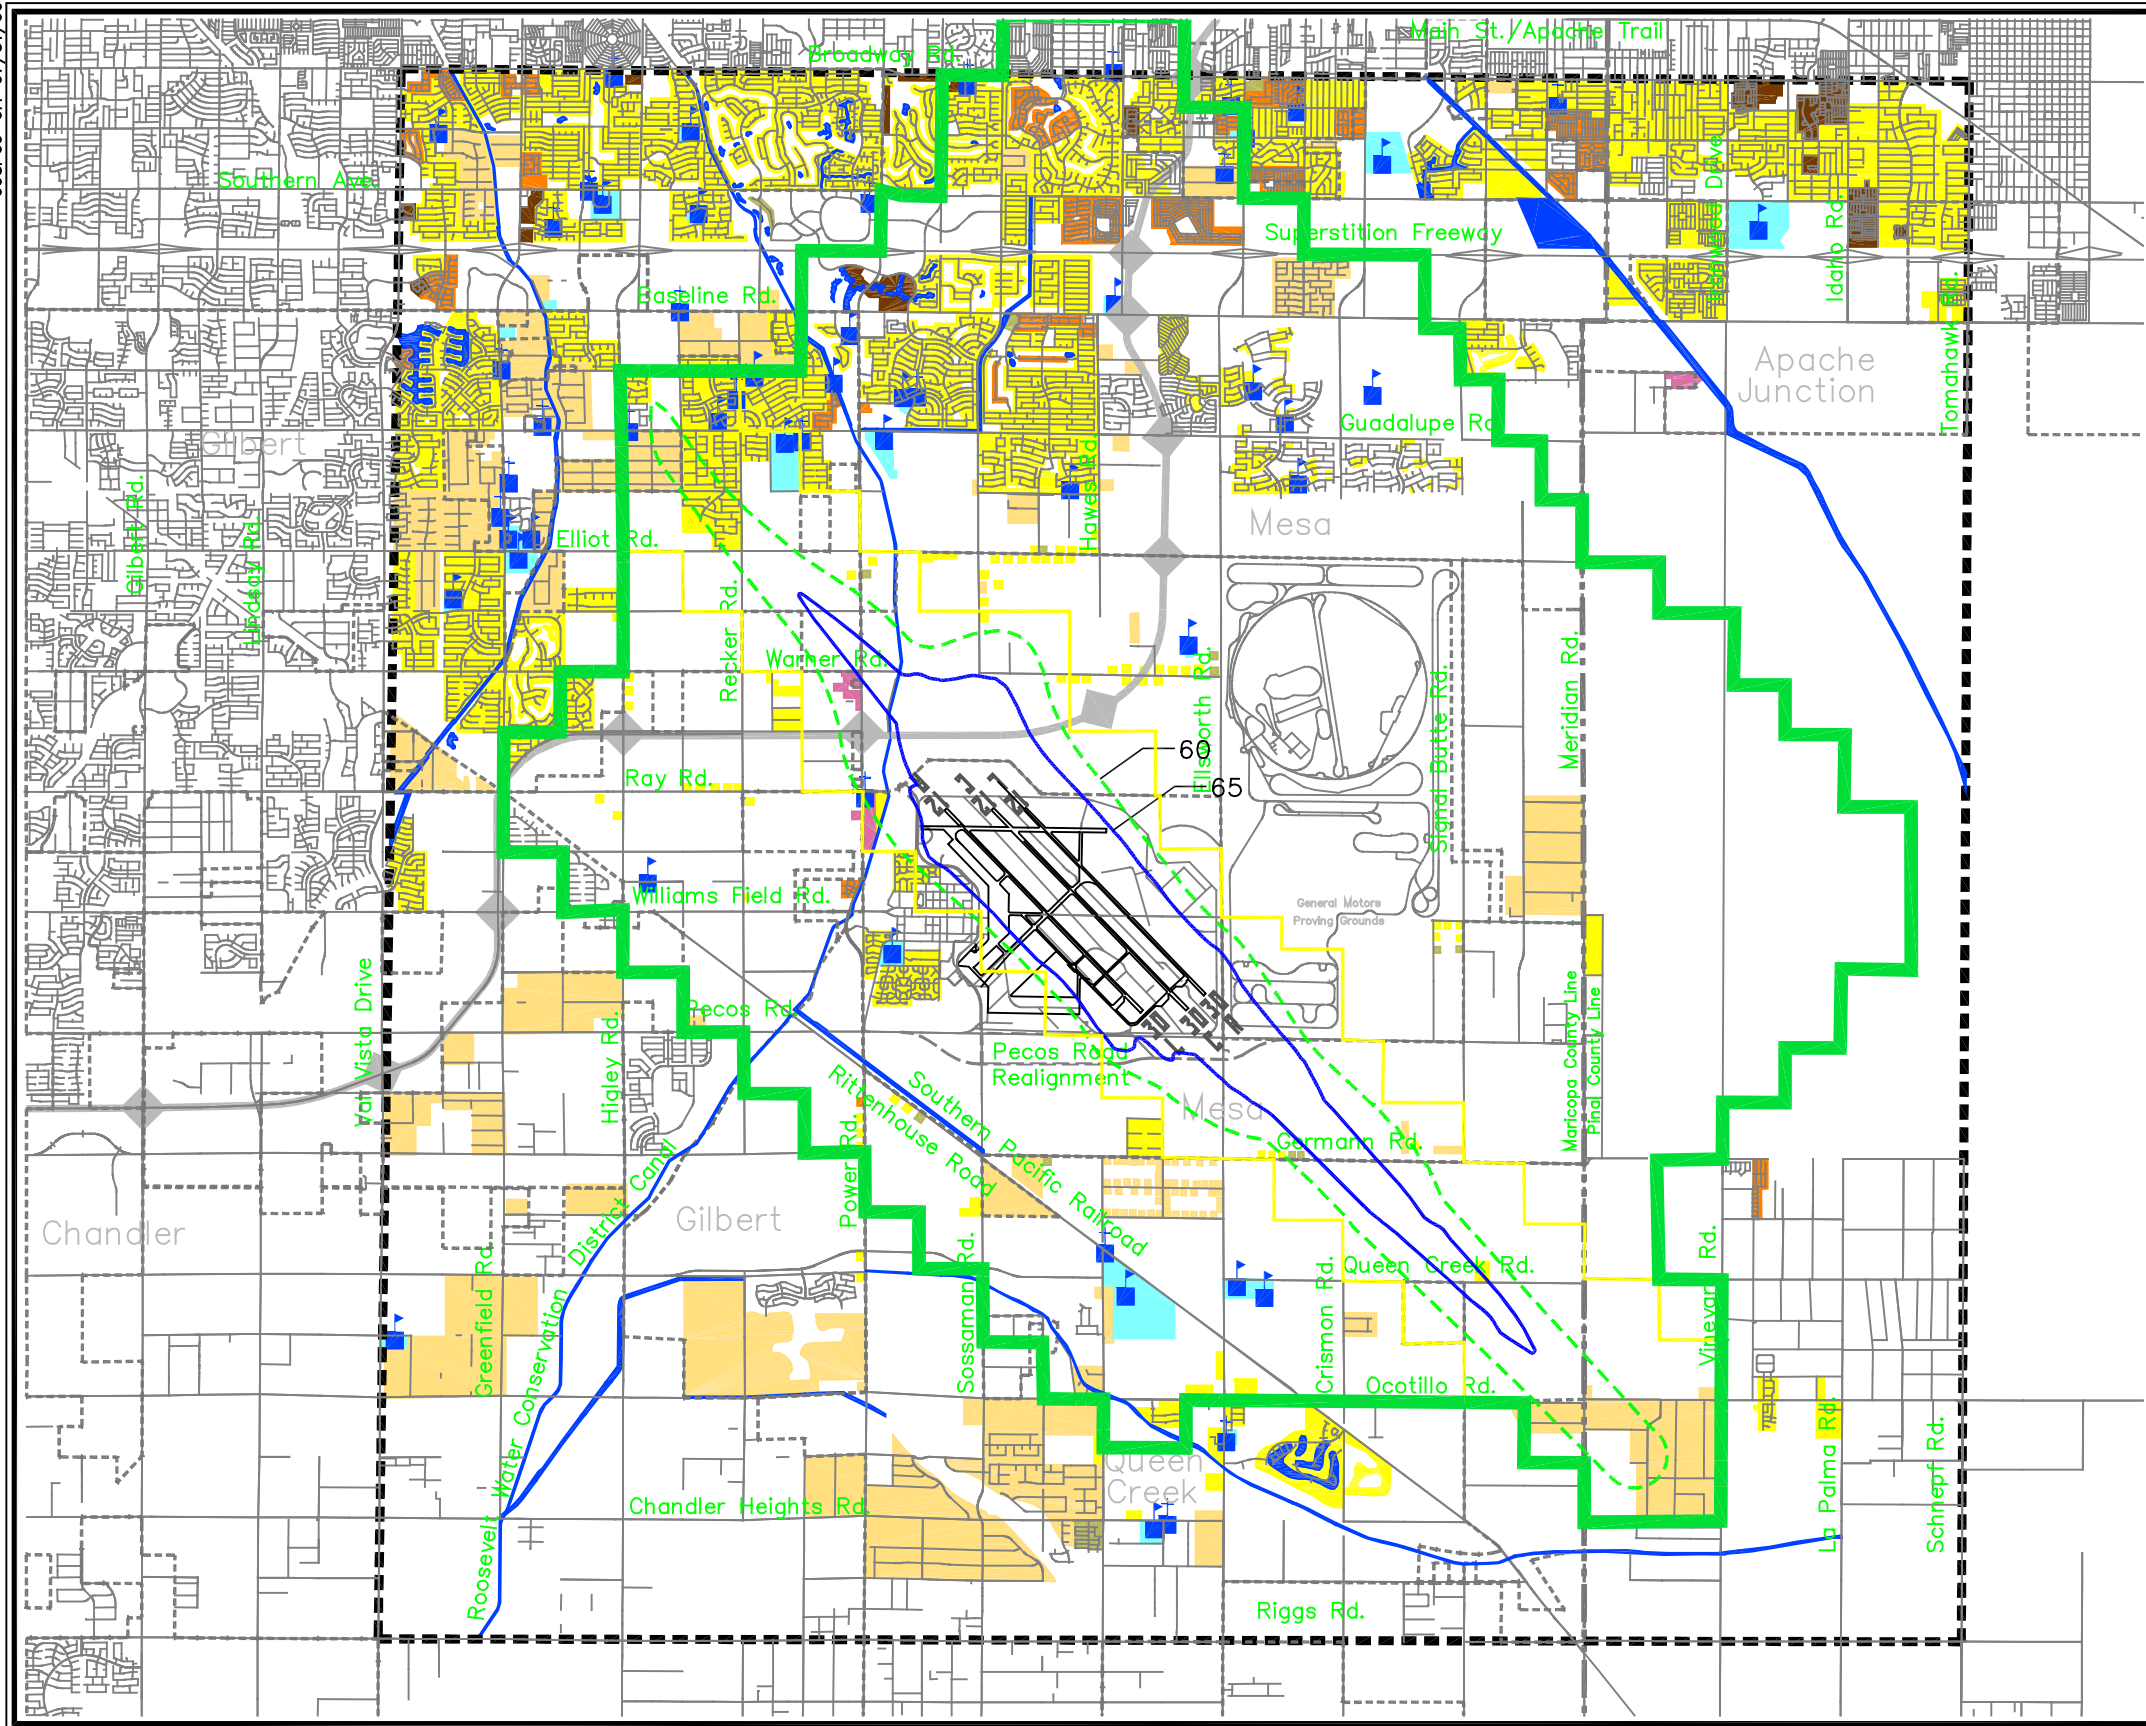 Main St./Apache Trail
Broadway Rd.
Southern Ave.
Superstition Freeway
Ironwood Drive
Idaho Rd.
Baseline Rd.
Tomahawk Rd.
Apache
Junction
Guadalupe Rd.
Gilbert
Gilbert Rd.
Lindsay Rd.
Hawes Rd.
Mesa
Elliot Rd.
Recker Rd.
Warner Rd.
Ellsworth Rd.
Signal Butte Rd.
Meridian Rd.
60
65
Ray Rd.
Williams Field Rd.
General Motors
Proving Grounds
Val Vista Drive
Higley Rd.
Pecos Rd.
30L
30C
30R
Maricopa County Line
Pinal County Line
Pecos Road
Realignment
Rittenhouse Road
Southern Pacific Railroad
Mesa
Germann Rd.
Power Rd.
Chandler
Gilbert
Roosevelt Water Conservation District Canal
Greenfield Rd.
Sossaman Rd.
Crismon Rd.
Queen Creek Rd.
Vineyard Rd.
Ocotillo Rd.
Queen
Creek
Chandler Heights Rd.
La Palma Rd.
Schnepf Rd.
Riggs Rd.